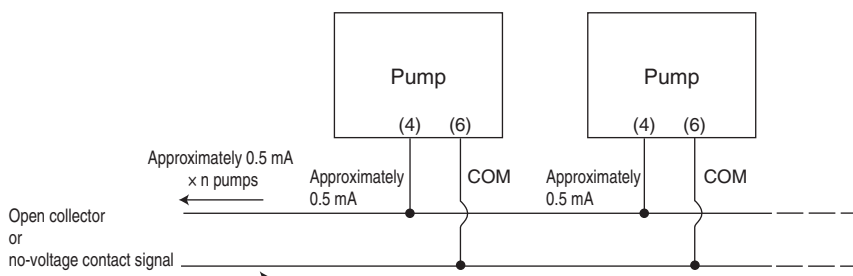 Pump
Pump
(4) (6)
(4) (6)
Approximately 0.5 mA
× n pumps
Approximately
0.5 mA
COM
Approximately
0.5 mA
COM
Open collector
or
no-voltage contact signal